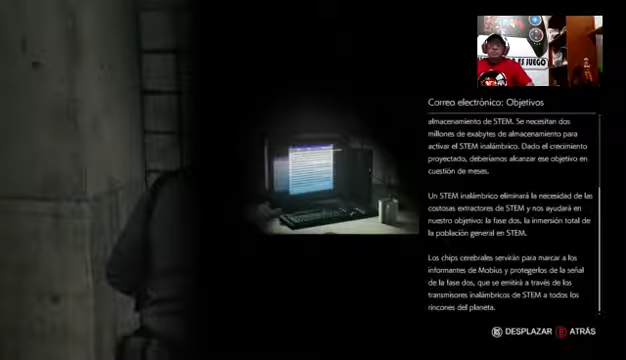 ES JUEGO
Correo electrónico: Objetivos
almacenamiento de STEM. Se necesitan dos
millones de exabytes de almacenamiento para
activar el STEM inalámbrico. Dado el crecimiento
proyectado, deberíamos alcanzar ese objetivo en
cuestión de meses.
Un STEM inalámbrico eliminará la necesidad de las
costosas extractores de STEM y nos ayudará en
nuestro objetivo: la fase dos, la inmersión total de
la población general en STEM.
Los chips cerebrales servirán para marcar a los
informantes de Mobius y protegerlos de la señal
de la fase dos, que se emitirá a través de los
transmisores inalámbricos de STEM a todos los
rincones del planeta.
DESPLAZAR ATRÁS